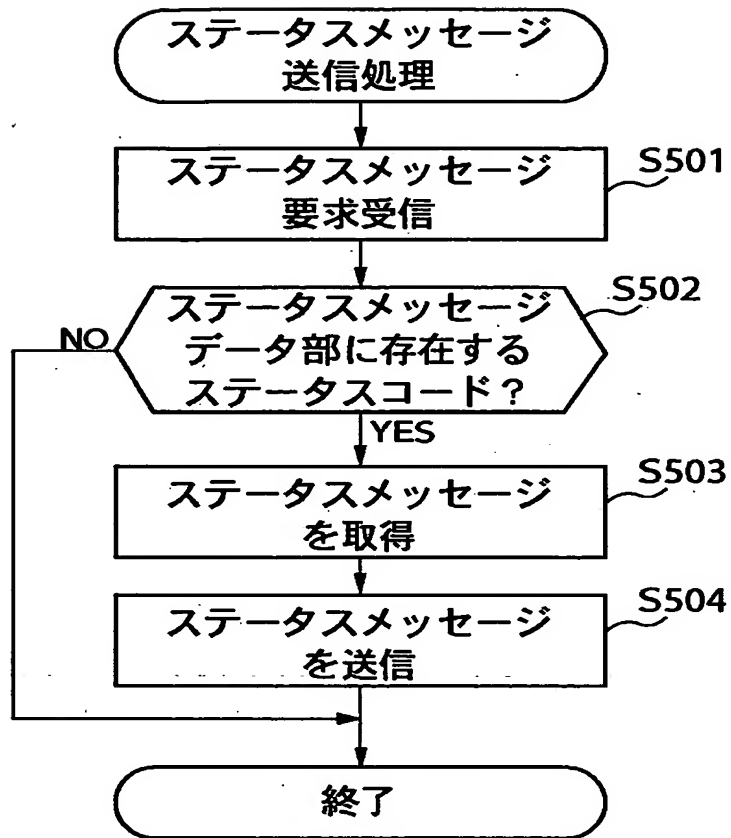 ステータスメッセージ
送信処理
ステータスメッセージ
要求受信
S501
ステータスメッセージ
データ部に存在する
ステータスコード?
S502
NO
YES
ステータスメッセージ
を取得
S503
ステータスメッセージ
を送信
S504
終了